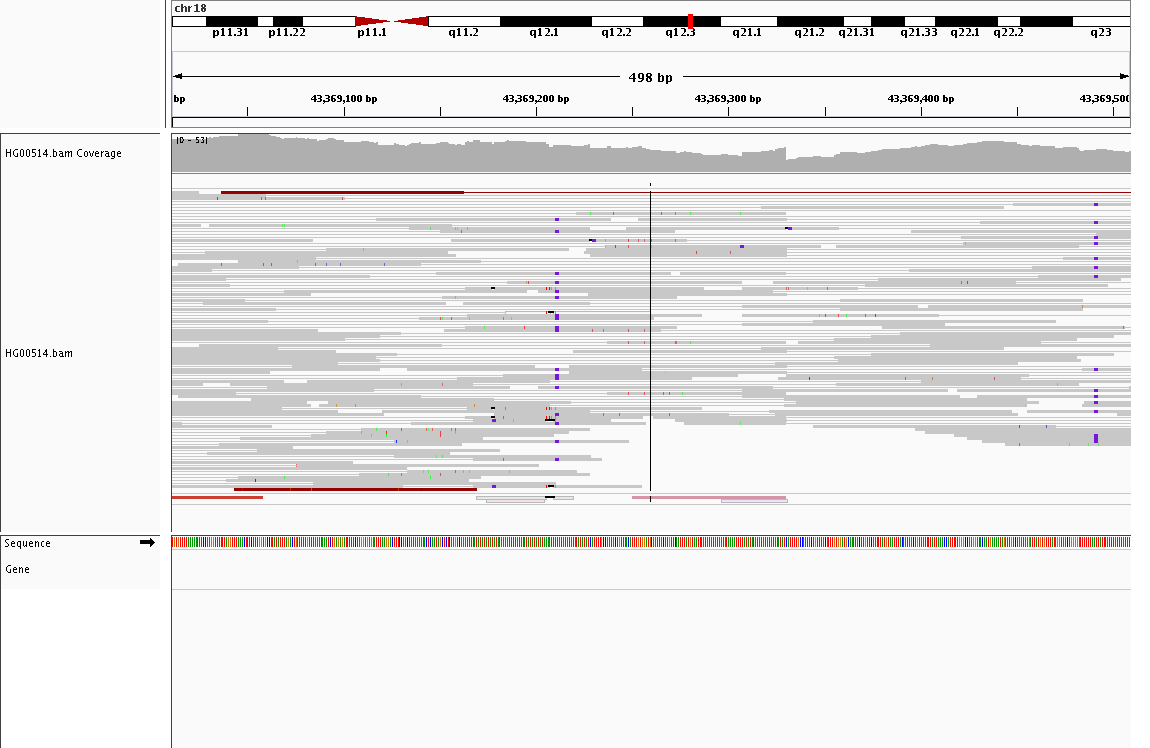 chr18
p11.31 p11.22 p11.1 q11.2 q12.1 q12.2 q12.3 q21.1 q21.2 q21.31 q21.33 q22.1 q22.2 q23
498 bp
bp 43,369,100 bp 43,369,200 bp 43,369,300 bp 43,369,400 bp 43,369,500
[0 - 53]
HG00514.bam Coverage
HG00514.bam
Sequence
Gene